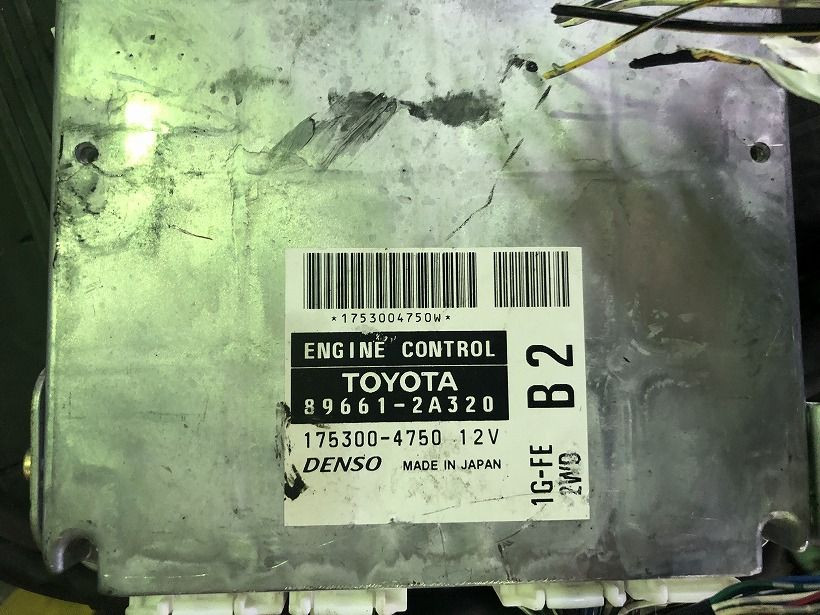 *1753004750W*
ENGINE CONTROL
TOYOTA
89661-2A320
175300-4750 12V
DENSO MADE IN JAPAN
B2
1G-FE
2WD